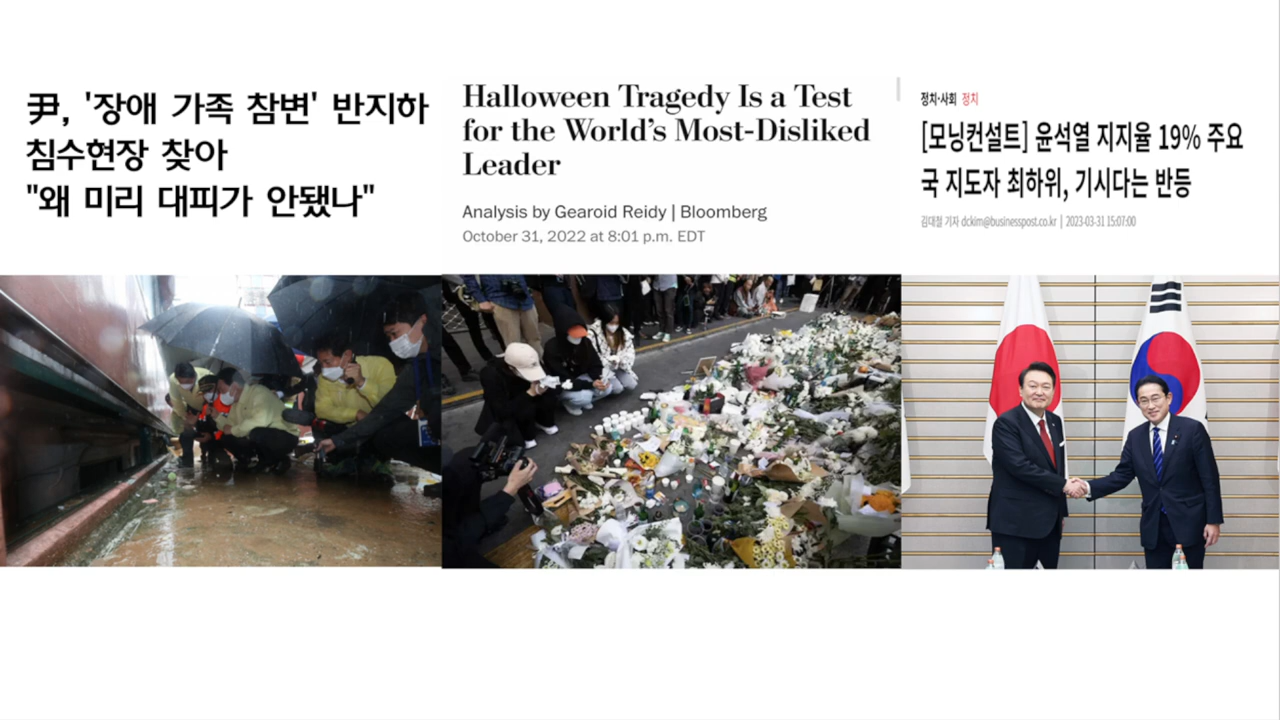 尹, '장애 가족 참변' 반지하
침수현장 찾아
"왜 미리 대피가 안됐나"
Halloween Tragedy Is a Test
for the World's Most-Disliked
Leader
Analysis by Gearoid Reidy | Bloomberg
October 31, 2022 at 8:01 p.m. EDT
정치·사회 정치
[모닝컨설트] 윤석열 지지율 19% 주요
국 지도자 최하위, 기시다는 반등
김대철 기자 dckim@businesspost.co.kr | 2023-03-31 15:07:00